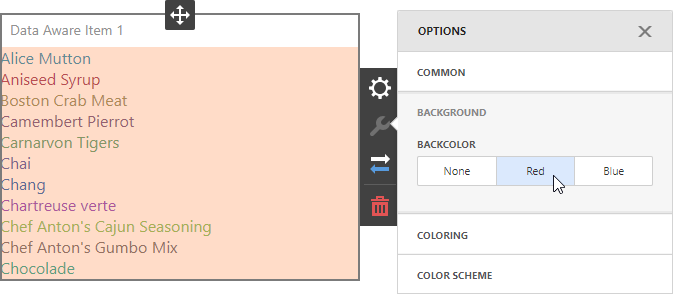 Data Aware Item 1
Alice Mutton
Aniseed Syrup
Boston Crab Meat
Camembert Pierrot
Carnarvon Tigers
Chai
Chang
Chartreuse verte
Chef Anton's Cajun Seasoning
Chef Anton's Gumbo Mix
Chocolade
OPTIONS
COMMON
BACKGROUND
BACKCOLOR
None Red Blue
COLORING
COLOR SCHEME